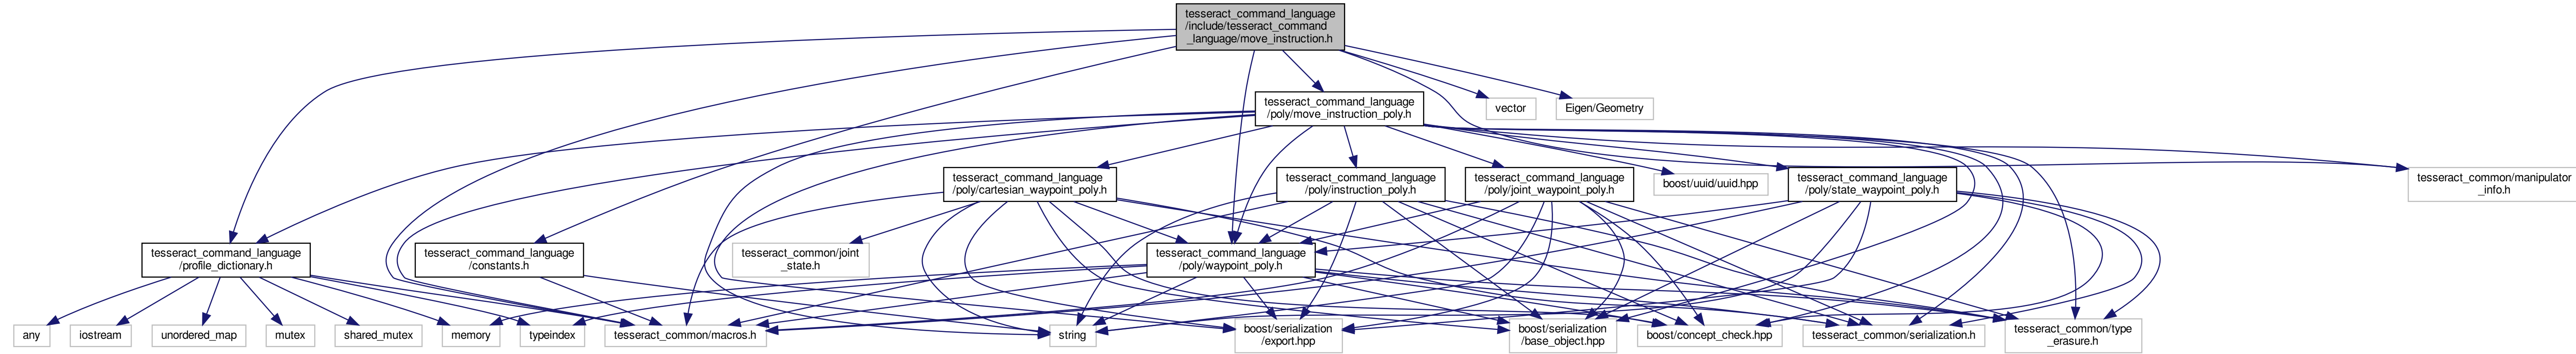 tesseract_command_language
/include/tesseract_command
_language/move_instruction.h
tesseract_command_language
/poly/move_instruction_poly.h
vector
Eigen/Geometry
tesseract_command_language
/poly/cartesian_waypoint_poly.h
tesseract_command_language
/poly/instruction_poly.h
tesseract_command_language
/poly/joint_waypoint_poly.h
boost/uuid/uuid.hpp
tesseract_command_language
/poly/state_waypoint_poly.h
tesseract_common/manipulator
_info.h
tesseract_command_language
/profile_dictionary.h
tesseract_command_language
/constants.h
tesseract_common/joint
_state.h
tesseract_command_language
/poly/waypoint_poly.h
any
iostream
unordered_map
mutex
shared_mutex
memory
typeindex
tesseract_common/macros.h
string
boost/serialization
/export.hpp
boost/serialization
/base_object.hpp
boost/concept_check.hpp
tesseract_common/serialization.h
tesseract_common/type
_erasure.h